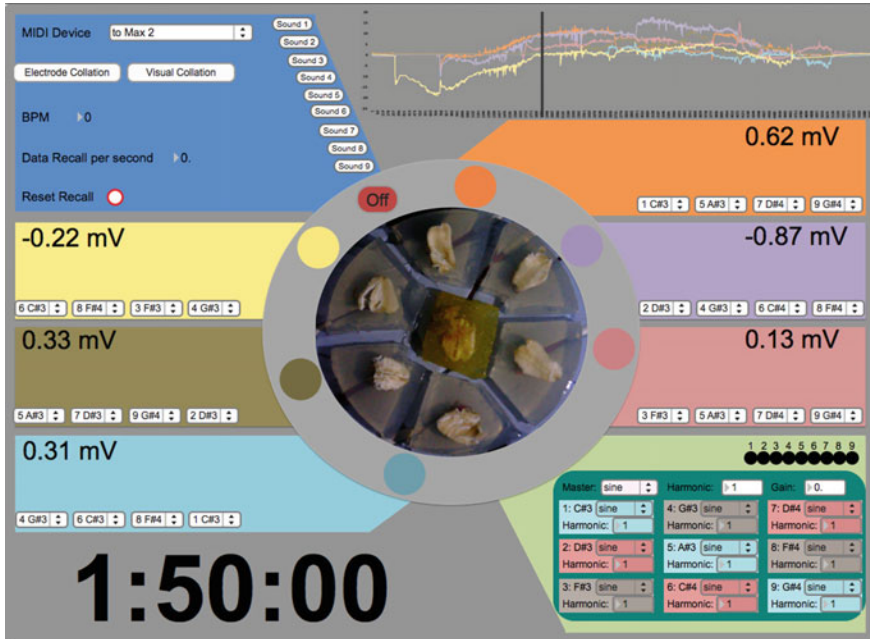 MIDI Device to Max 2
Sound 1
Sound 2
Sound 3
Sound 4
Sound 5
Sound 6
Sound 7
Sound 8
Sound 9
Electrode Collation Visual Collation
BPM 0
Data Recall per second 0.
Reset Recall
Off
0.62 mV
1 C#3 5 A#3 7 D#4 9 G#4
-0.22 mV
6 C#3 8 F#4 3 F#3 4 G#3
-0.87 mV
2 D#3 4 G#3 6 C#4 8 F#4
0.33 mV
5 A#3 7 D#3 9 G#4 2 D#3
0.13 mV
3 F#3 5 A#3 7 D#4 9 G#4
0.31 mV
4 G#3 6 C#3 8 F#4 1 C#3
1 2 3 4 5 6 7 8 9
Master: sine Harmonic: 1 Gain: 0.
1: C#3 sine 4: G#3 sine 7: D#4 sine
Harmonic: 1 Harmonic: 1 Harmonic: 1
2: D#3 sine 5: A#3 sine 8: F#4 sine
Harmonic: 1 Harmonic: 1 Harmonic: 1
3: F#3 sine 6: C#4 sine 9: G#4 sine
Harmonic: 1 Harmonic: 1 Harmonic: 1
1:50:00